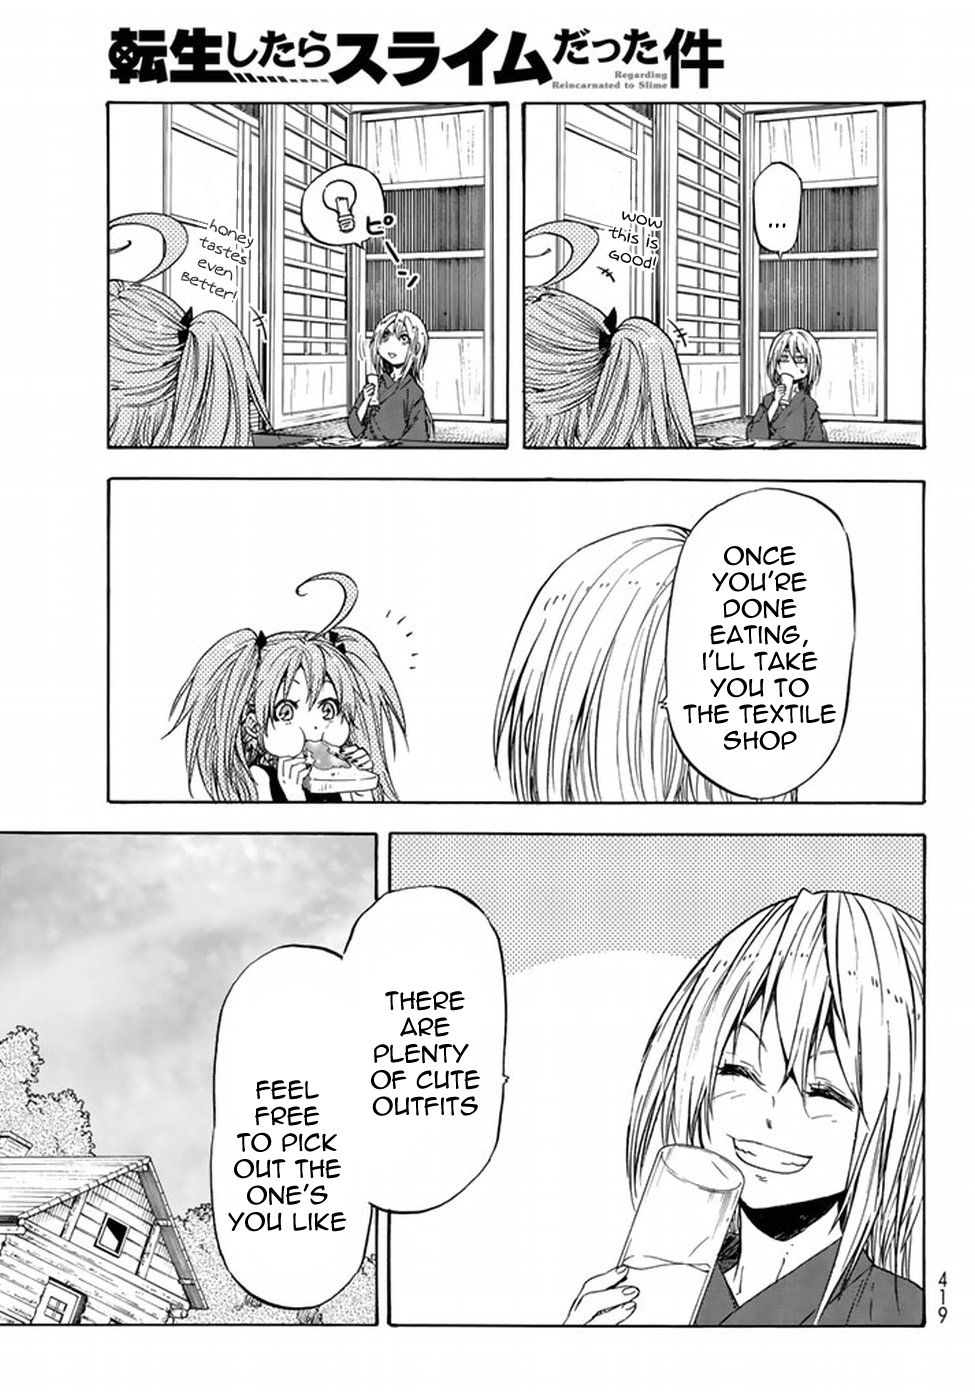 転生したらスライムだった件
Regarding
Reincarnated to Slime
...
wow
this is
GOOD!
honey
tastes
even
BetteR!
ピーーン
ONCE
YOU'RE
DONE
EATING,
I'LL TAKE
YOU TO
THE TEXTILE
SHOP
THERE
ARE
PLENTY
OF CUTE
OUTFITS
FEEL
FREE
TO PICK
OUT THE
ONE'S
YOU LIKE
419